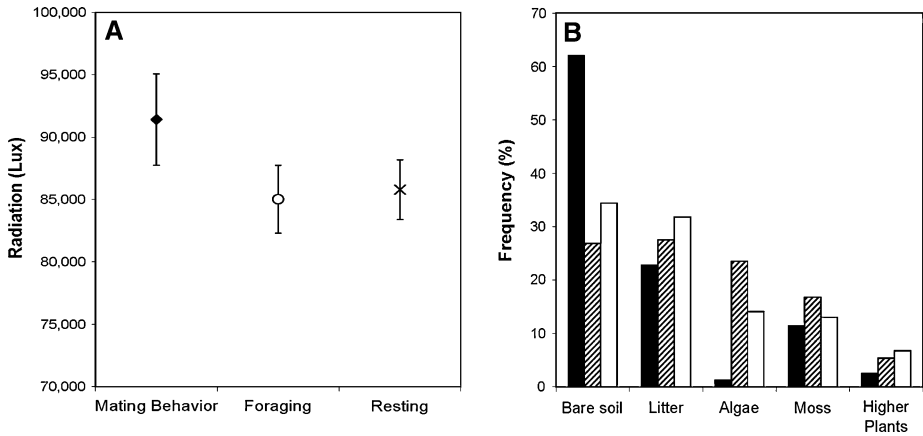 A
Radiation (Lux)
100,000
95,000
90,000
85,000
80,000
75,000
70,000
Mating Behavior
Foraging
Resting
B
Frequency (%)
70
60
50
40
30
20
10
0
Bare soil
Litter
Algae
Moss
Higher
Plants